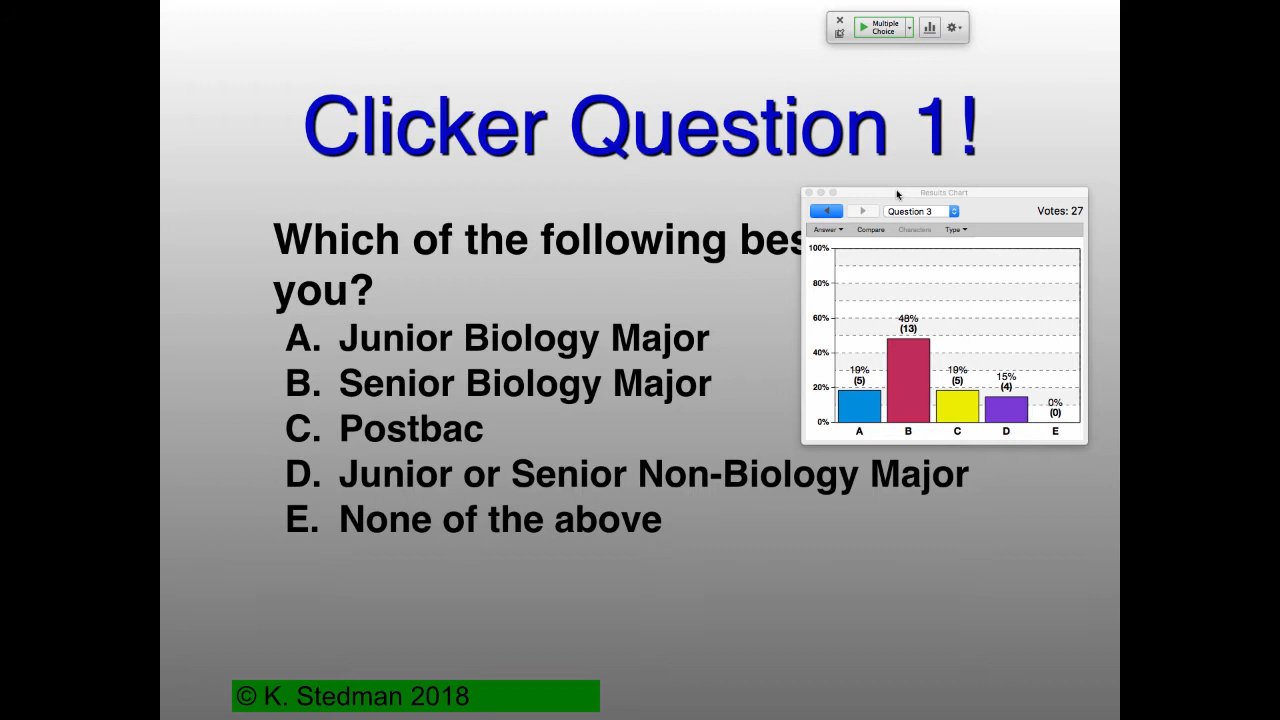 Multiple
Choice
Clicker Question 1!
Results Chart
Question 3
Votes: 27
Answer
Compare
Characters
Type
Which of the following bes
you?
A. Junior Biology Major
B. Senior Biology Major
C. Postbac
D. Junior or Senior Non-Biology Major
E. None of the above
100%
80%
60%
40%
20%
0%
19%
(5)
48%
(13)
19%
(5)
15%
(4)
0%
(0)
A B C D E
© K. Stedman 2018